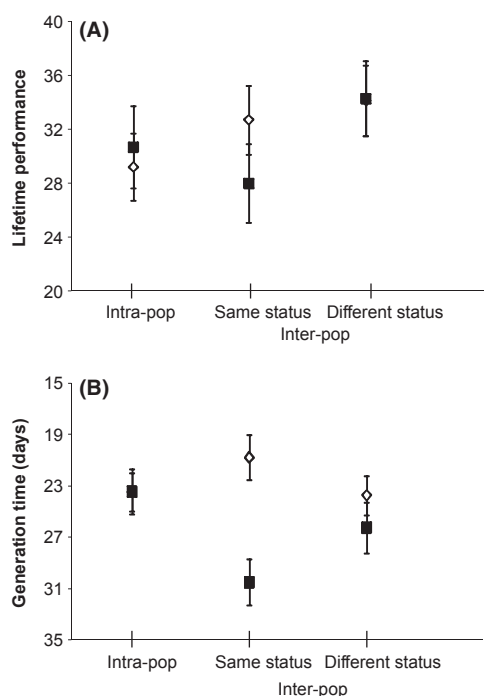 (A)
40
36
32
28
24
20
Lifetime performance
Intra-pop Same status Different status
Inter-pop
(B)
15
19
23
27
31
35
Generation time (days)
Intra-pop Same status Different status
Inter-pop